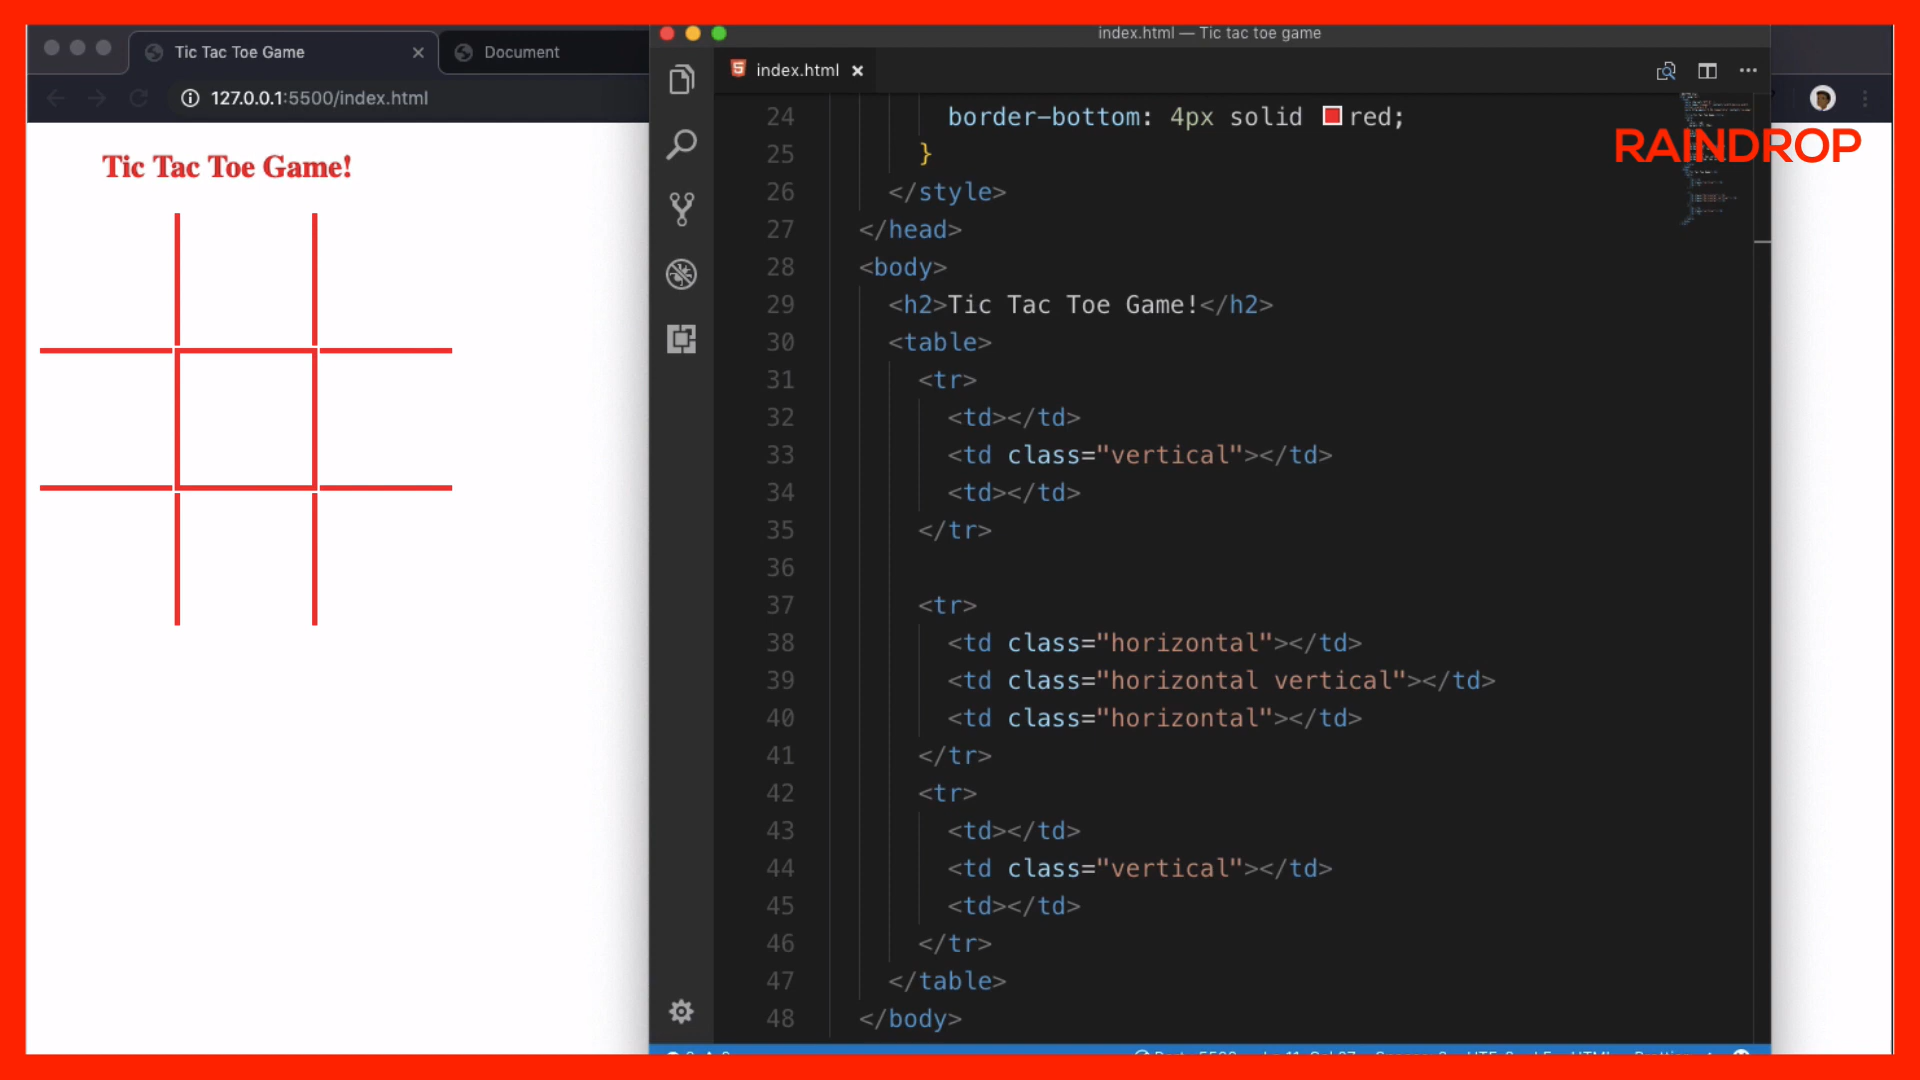 Tic Tac Toe Game
Document
127.0.0.1:5500/index.html
Tic Tac Toe Game!
index.html — Tic tac toe game
index.html
RAINDROP
24 border-bottom: 4px solid red;
25 }
26 </style>
27 </head>
28 <body>
29 <h2>Tic Tac Toe Game!</h2>
30 <table>
31 <tr>
32 <td></td>
33 <td class="vertical"></td>
34 <td></td>
35 </tr>
36
37 <tr>
38 <td class="horizontal"></td>
39 <td class="horizontal vertical"></td>
40 <td class="horizontal"></td>
41 </tr>
42 <tr>
43 <td></td>
44 <td class="vertical"></td>
45 <td></td>
46 </tr>
47 </table>
48 </body>